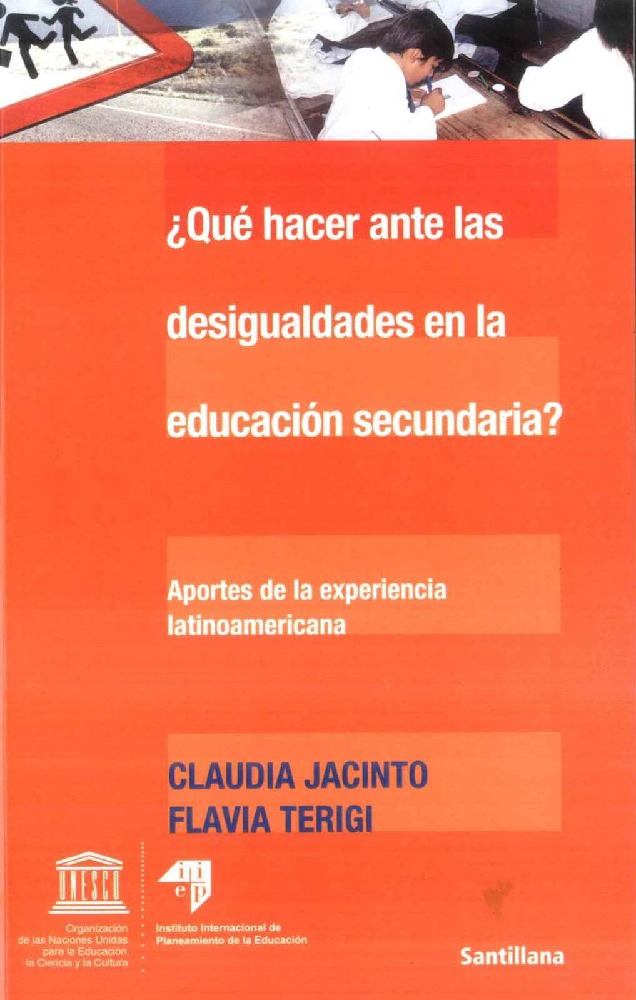 ¿Qué hacer ante las
desigualdades en la
educación secundaria?
Aportes de la experiencia
latinoamericana
CLAUDIA JACINTO
FLAVIA TERIGI
UNESCO
Organización
de las Naciones Unidas
para la Educación,
la Ciencia y la Cultura
i i
e p
Instituto Internacional de
Planeamiento de la Educación
Santillana